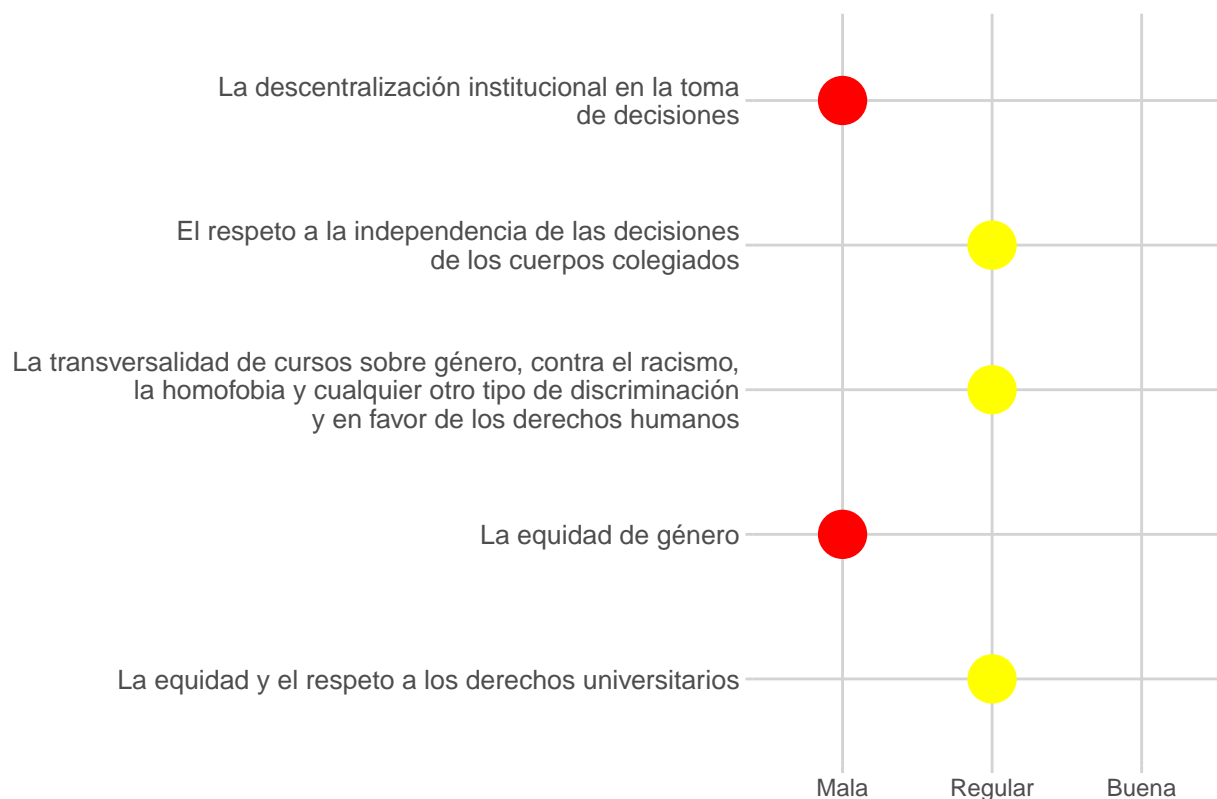 La descentralización institucional en la toma
de decisiones
El respeto a la independencia de las decisiones
de los cuerpos colegiados
La transversalidad de cursos sobre género, contra el racismo,
la homofobia y cualquier otro tipo de discriminación
y en favor de los derechos humanos
La equidad de género
La equidad y el respeto a los derechos universitarios
Mala Regular Buena